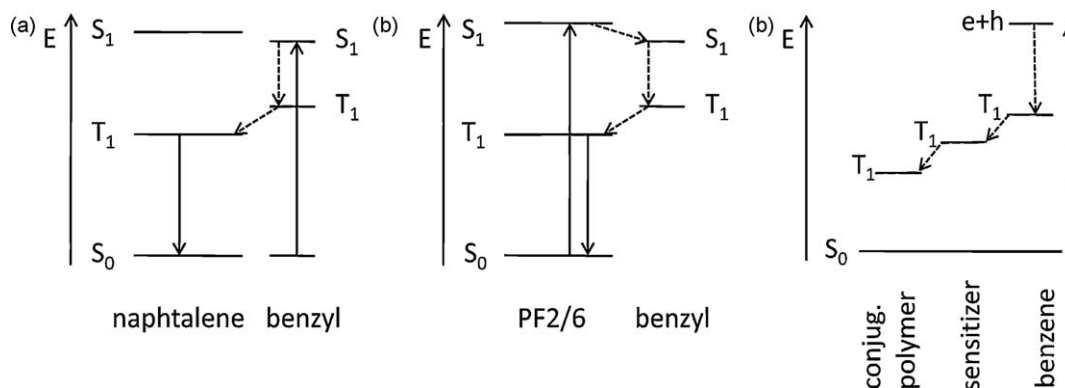 (a)
E
S₁
S₁
T₁
T₁
S₀
naphtalene
benzyl
(b)
E
S₁
S₁
T₁
T₁
S₀
PF2/6
benzyl
(b)
E
e+h
T₁
T₁
T₁
S₀
conjug.
polymer
sensitizer
benzene